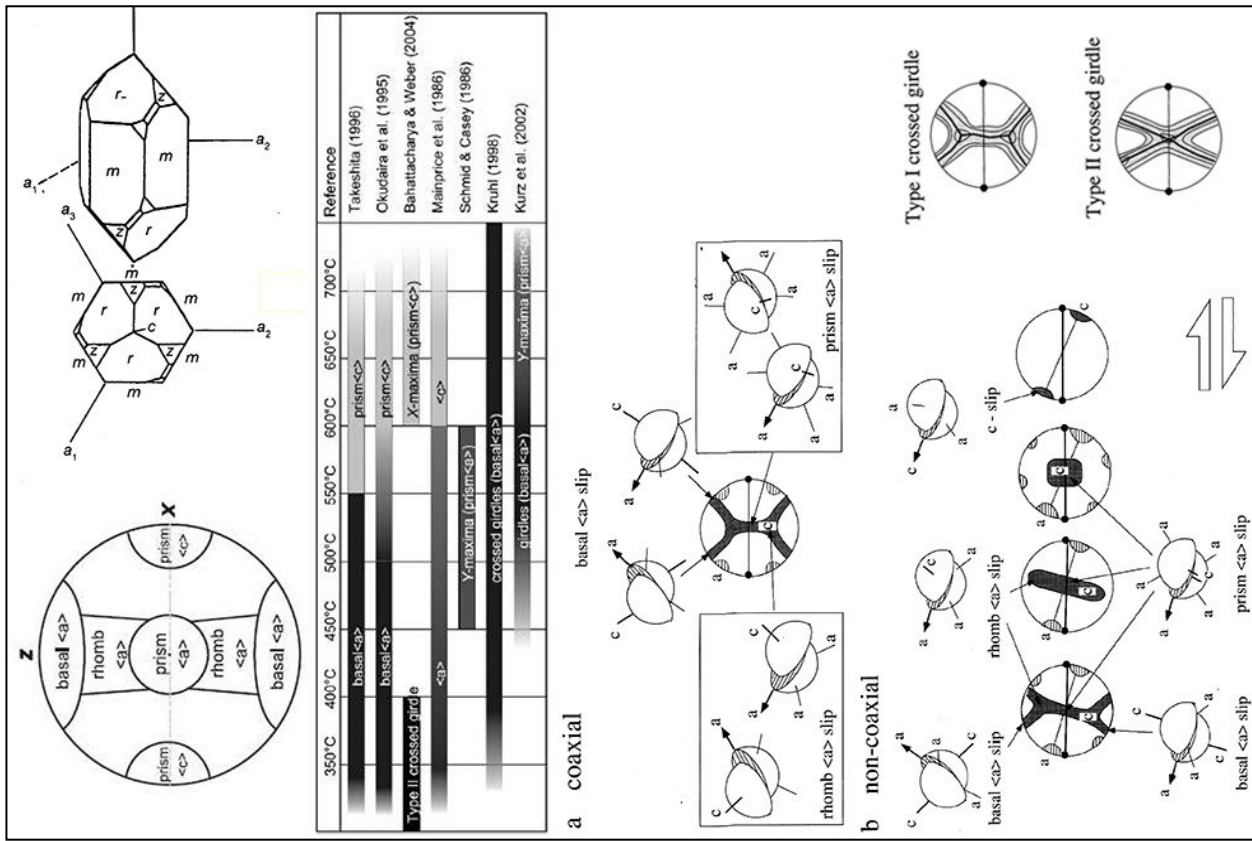 z
basal <a>
rhomb
<a>
prism
<c>
prism
<a>
prism
<c>
x
rhomb
<a>
basal <a>
a₁
a₃
a₂
m
m
m
m
m
ṁ
r
r
r
z
z
z
c
a₁
a₂
r
z
m
m
r
z
350°C 400°C 450°C 500°C 550°C 600°C 650°C 700°C Reference
basal<a> prism<c> Takeshita (1996)
basal<a> prism<c> Okudaira et al. (1995)
Type II crossed girdle X-maxima (prism<c>) Bahattacharya & Weber (2004)
<a> <c> Mainprice et al. (1986)
Y-maxima (prism<a>) Schmid & Casey (1986)
crossed girdles (basal<a>) Kruhl (1998)
girdles (basal<a>) Y-maxima (prism<a>) Kurz et al. (2002)
a coaxial
basal <a> slip
c
a
a
c
a
a
c
rhomb <a> slip
c
a
a
a
c
a
a
prism <a> slip
a
c
a
a
c
a
a
b non-coaxial
c
a
a
c
a
basal <a> slip
a
c
a
rhomb <a> slip
c
a
a
c - slip
a
c
a
c
a
c
c
a
a
c
basal <a> slip
a
a
c
a
prism <a> slip
Type I crossed girdle
Type II crossed girdle